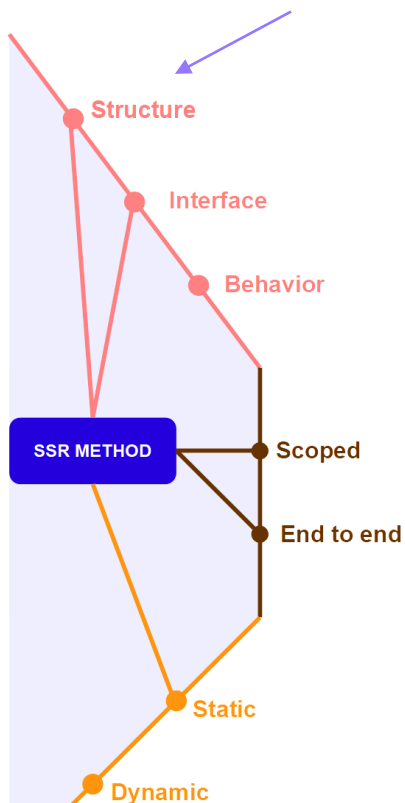 Structure
Interface
Behavior
SSR METHOD
Scoped
End to end
Static
Dynamic